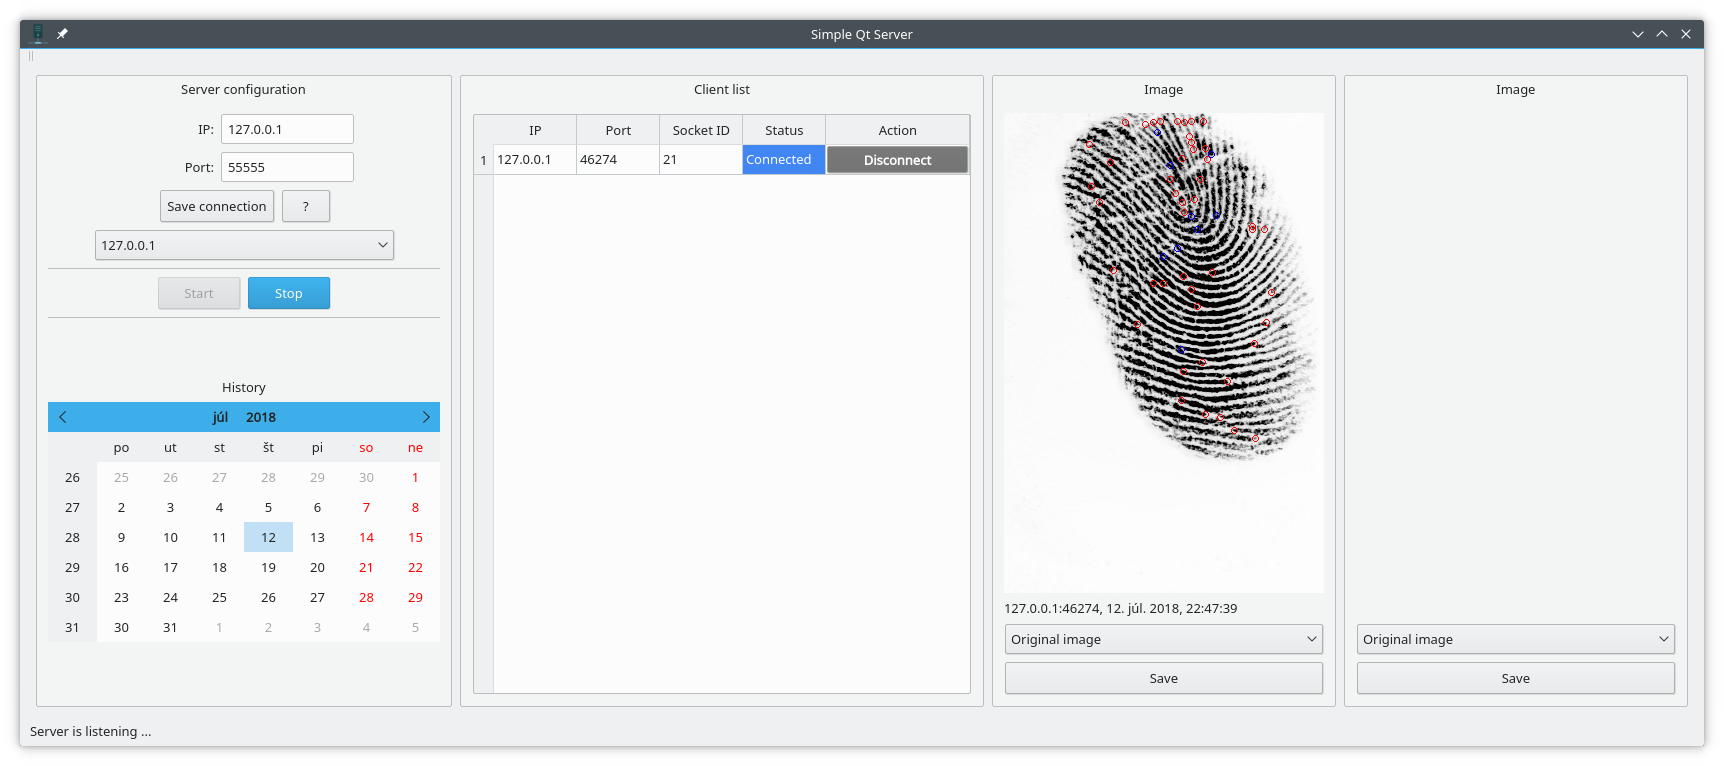 Simple Qt Server
Server configuration
IP: 127.0.0.1
Port: 55555
Save connection ?
127.0.0.1
Start Stop
History
júl 2018
po ut st št pi so ne
26 25 26 27 28 29 30 1
27 2 3 4 5 6 7 8
28 9 10 11 12 13 14 15
29 16 17 18 19 20 21 22
30 23 24 25 26 27 28 29
31 30 31 1 2 3 4 5
Client list
IP Port Socket ID Status Action
1 127.0.0.1 46274 21 Connected Disconnect
Image
127.0.0.1:46274, 12. júl. 2018, 22:47:39
Original image
Save
Image
Original image
Save
Server is listening ...